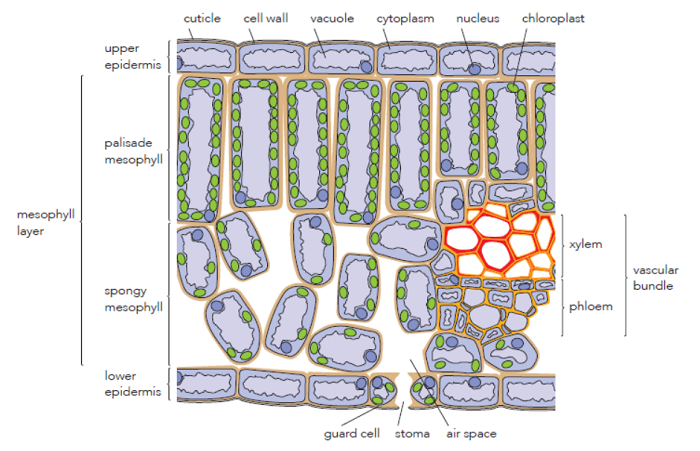 cuticle cell wall vacuole cytoplasm nucleus chloroplast
upper
epidermis
palisade
mesophyll
mesophyll
layer
xylem
vascular
bundle
spongy
mesophyll
phloem
lower
epidermis
guard cell stoma air space